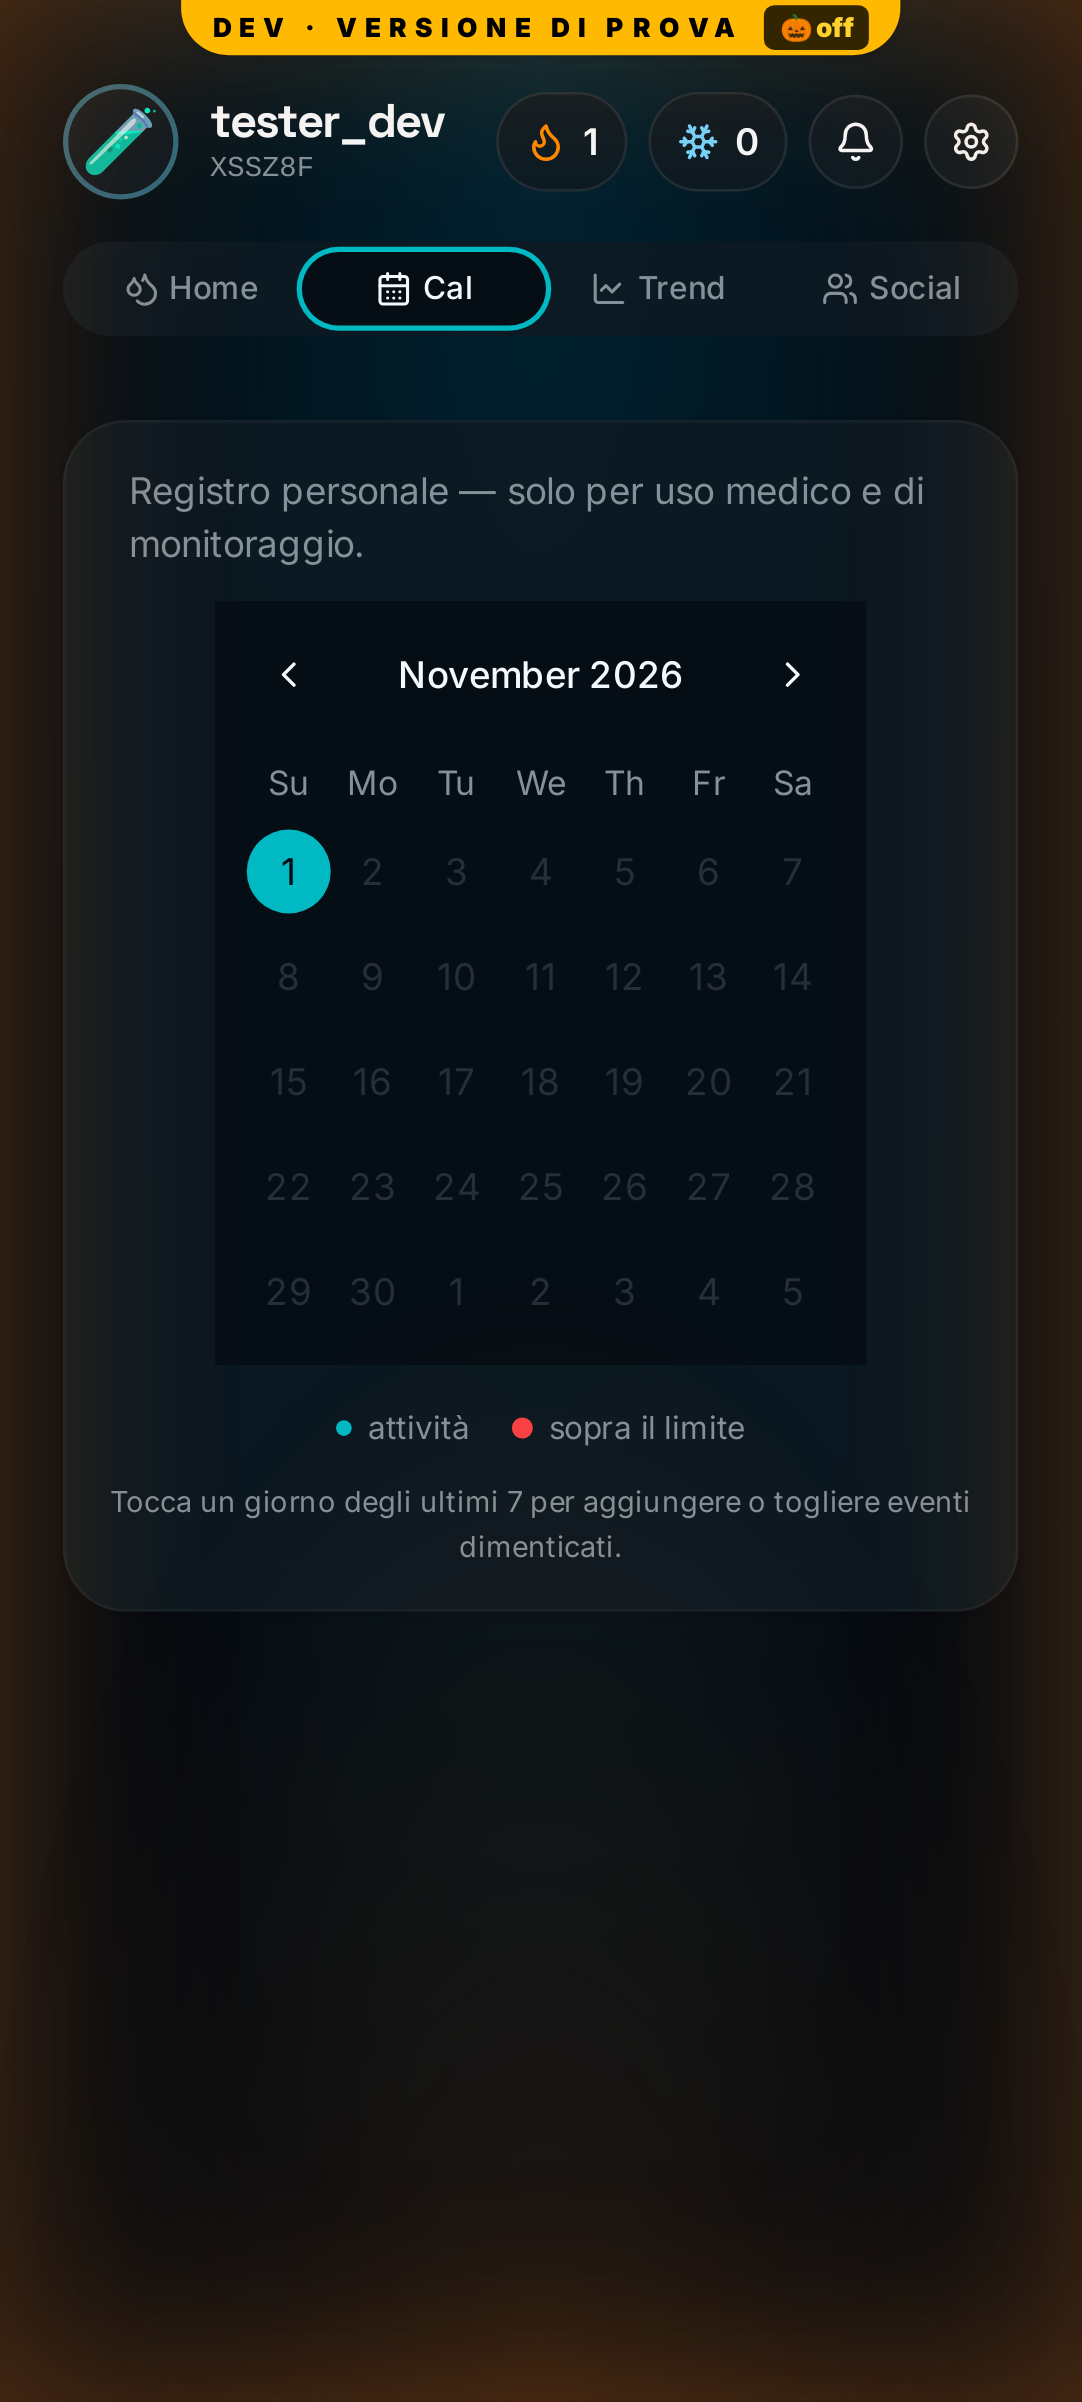 DEV · VERSIONE DI PROVA 🎃off
tester_dev
XSSZ8F
1
0
Home Cal Trend Social
Registro personale — solo per uso medico e di
monitoraggio.
November 2026
Su Mo Tu We Th Fr Sa
1 2 3 4 5 6 7
8 9 10 11 12 13 14
15 16 17 18 19 20 21
22 23 24 25 26 27 28
29 30 1 2 3 4 5
attività sopra il limite
Tocca un giorno degli ultimi 7 per aggiungere o togliere eventi
dimenticati.